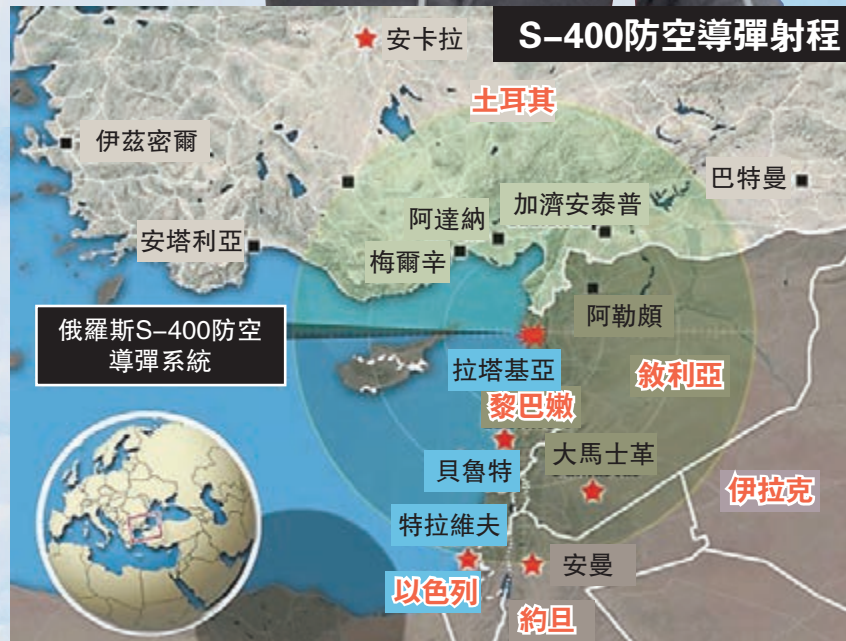 S-400防空導彈射程
安卡拉
土耳其
伊茲密爾
巴特曼
加濟安泰普
阿達納
安塔利亞
梅爾辛
阿勒頗
俄羅斯S-400防空
導彈系統
拉塔基亞
敘利亞
黎巴嫩
大馬士革
貝魯特
伊拉克
特拉維夫
安曼
以色列
約旦